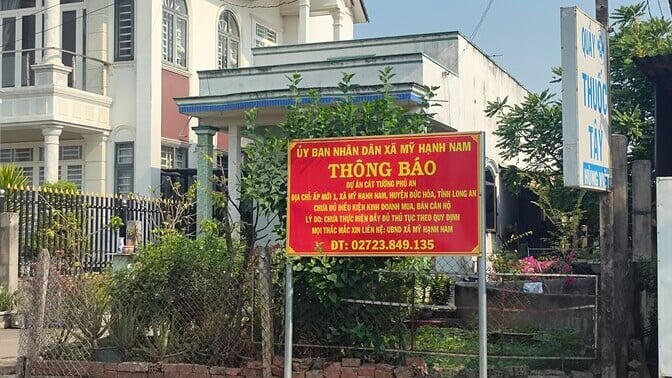 ỦY BAN NHÂN DÂN XÃ MỸ HẠNH NAM
THÔNG BÁO
DỰ ÁN CÁT TƯỜNG PHÚ AN
ĐỊA CHỈ: ẤP MỚI 1, XÃ MỸ HẠNH NAM, HUYỆN ĐỨC HÒA, TỈNH LONG AN
CHƯA ĐỦ ĐIỀU KIỆN KINH DOANH MUA, BÁN CĂN HỘ
LÝ DO: CHƯA THỰC HIỆN ĐẦY ĐỦ THỦ TỤC THEO QUY ĐỊNH
MỌI THẮC MẮC XIN LIÊN HỆ: UBND XÃ MỸ HẠNH NAM
ĐT: 02723.849.135
QUẦY
THUỐC
TÂY